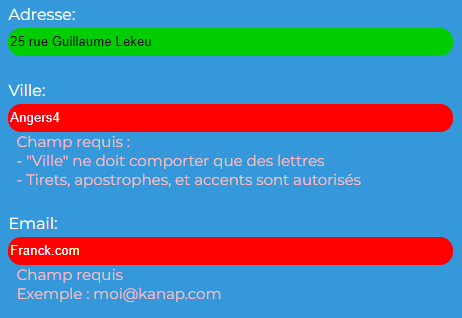 Adresse:
25 rue Guillaume Lekeu
Ville:
Angers4
Champ requis :
- "Ville" ne doit comporter que des lettres
- Tirets, apostrophes, et accents sont autorisés
Email:
Franck.com
Champ requis
Exemple : moi@kanap.com